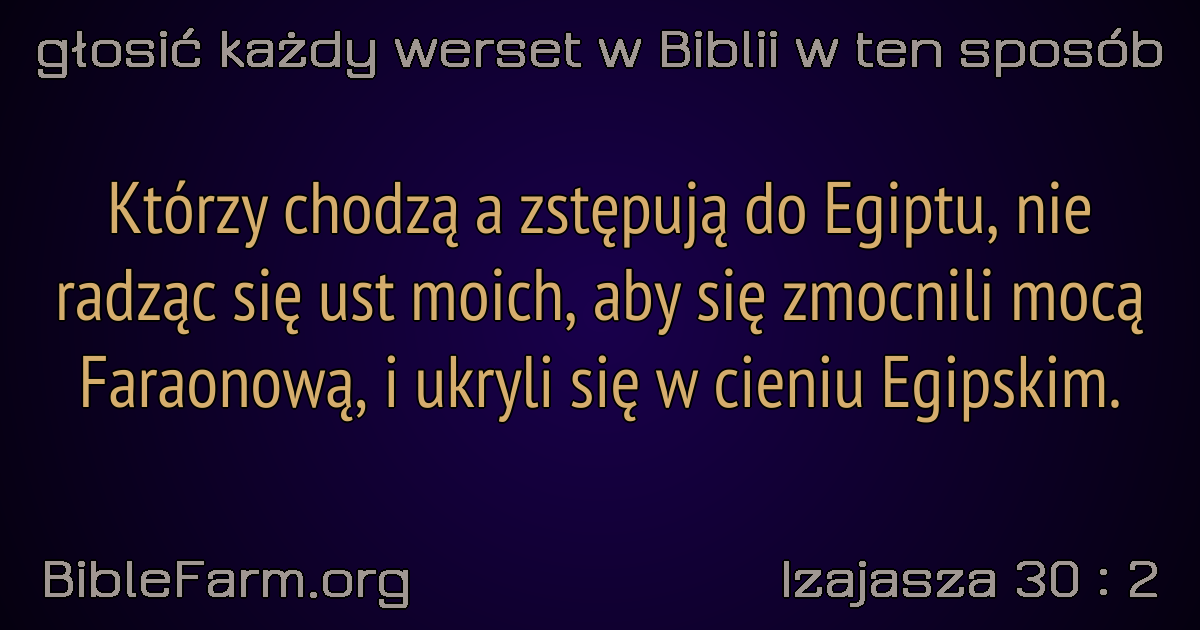 głosić każdy werset w Biblii w ten sposób
Którzy chodzą a zstępują do Egiptu, nie
radząc się ust moich, aby się zmocnili mocą
Faraonową, i ukryli się w cieniu Egipskim.
BibleFarm.org
Izajasza 30 : 2